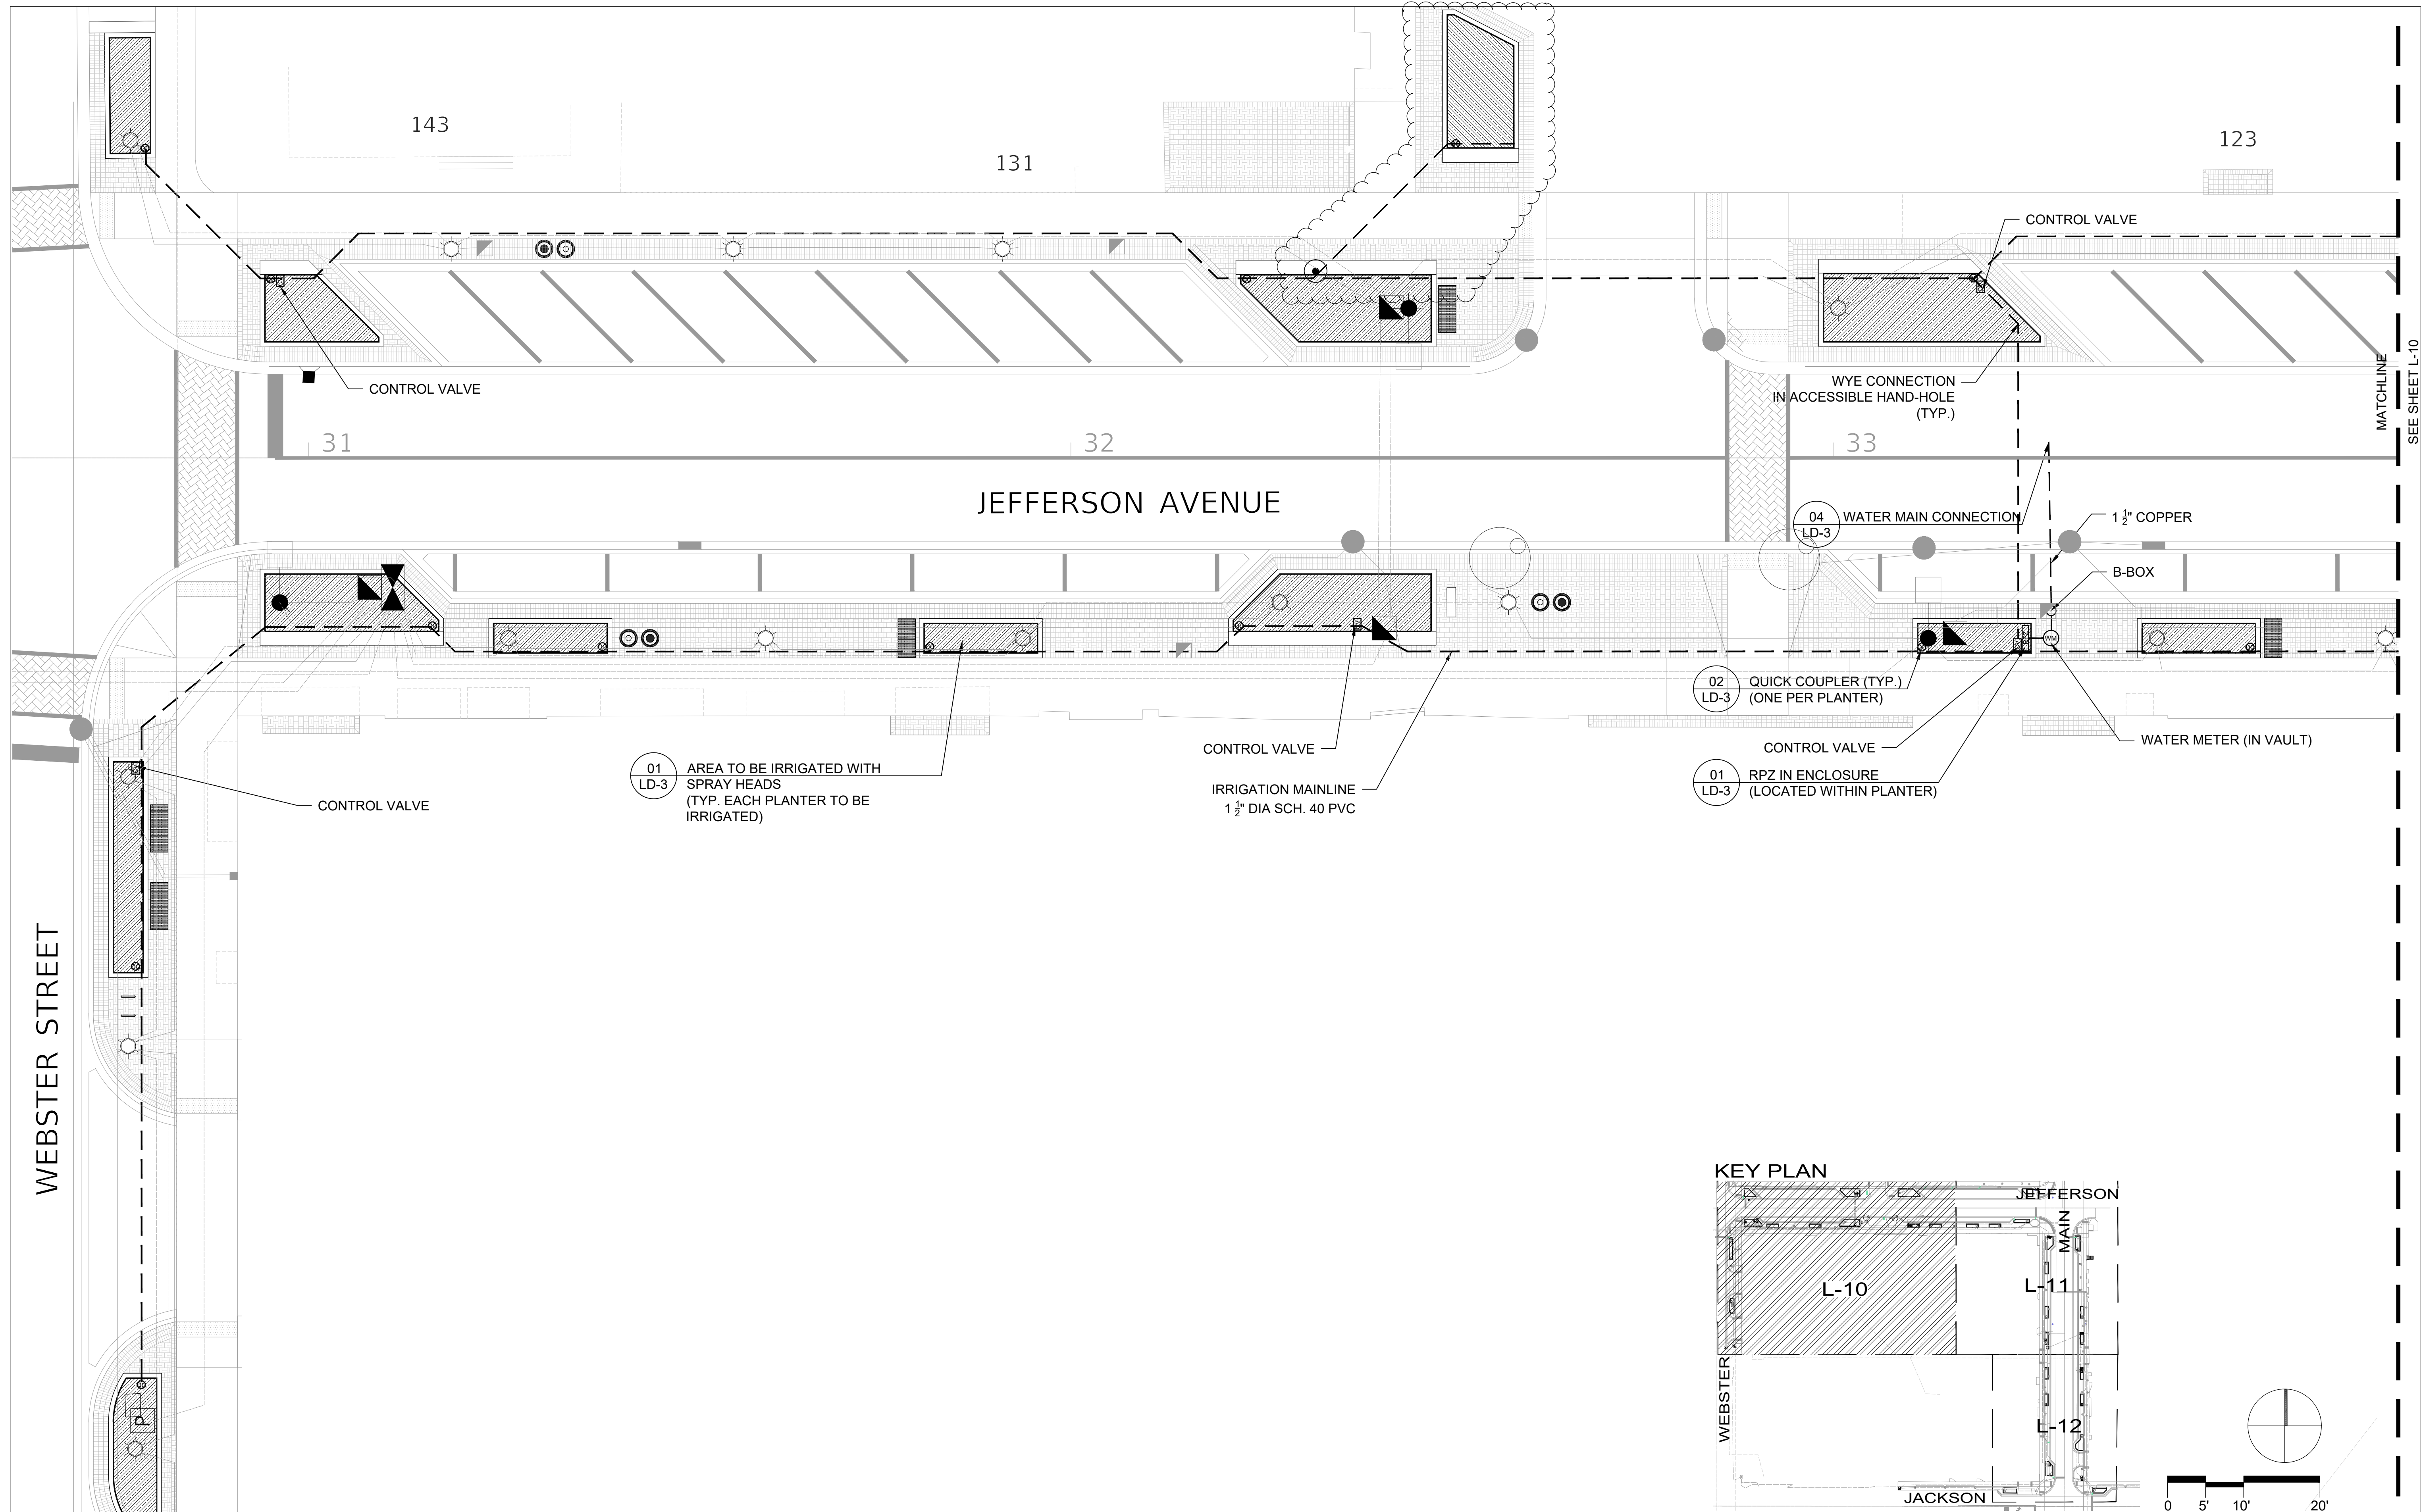 143
131
123
CONTROL VALVE
CONTROL VALVE
WYE CONNECTION
IN ACCESSIBLE HAND-HOLE
(TYP.)
MATCHLINE
SEE SHEET L-10
31
32
33
JEFFERSON AVENUE
04
LD-3
WATER MAIN CONNECTION
1 1/2" COPPER
B-BOX
WM
02
LD-3
QUICK COUPLER (TYP.)
(ONE PER PLANTER)
CONTROL VALVE
WATER METER (IN VAULT)
01
LD-3
RPZ IN ENCLOSURE
(LOCATED WITHIN PLANTER)
CONTROL VALVE
IRRIGATION MAINLINE
1 1/2" DIA SCH. 40 PVC
01
LD-3
AREA TO BE IRRIGATED WITH
SPRAY HEADS
(TYP. EACH PLANTER TO BE
IRRIGATED)
CONTROL VALVE
WEBSTER STREET
P
KEY PLAN
JEFFERSON
MAIN
L-10
L-11
L-12
WEBSTER
JACKSON
0 5' 10' 20'